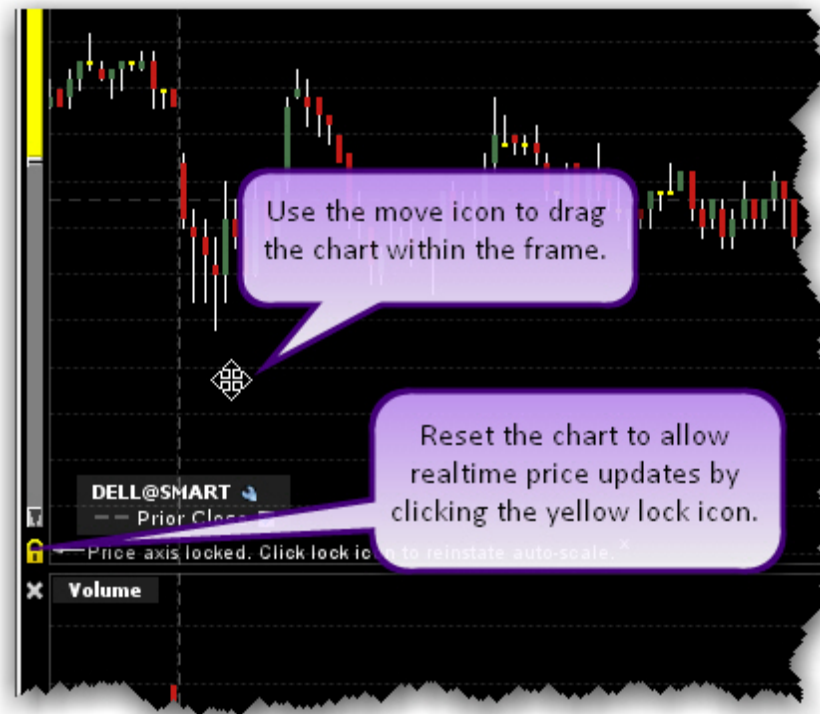 Use the move icon to drag
the chart within the frame.
Reset the chart to allow
realtime price updates by
clicking the yellow lock icon.
DELL@SMART
Prior Close
Price axis locked. Click lock icon to reinstate auto-scale.
Volume